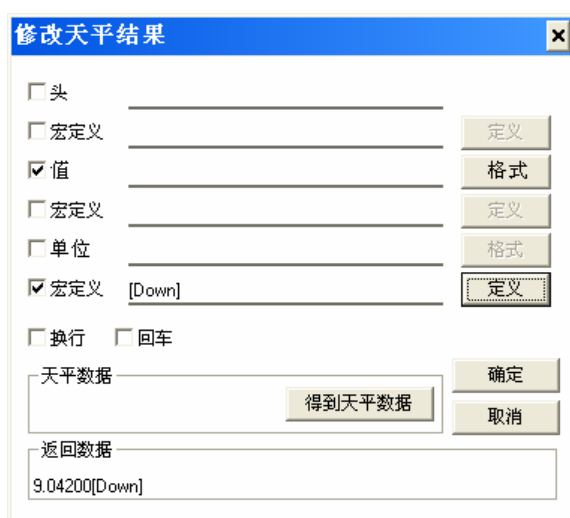 修改天平结果
头
宏定义 定义
值 格式
宏定义 定义
单位 格式
宏定义 [Down] 定义
换行 回车
天平数据 确定
得到天平数据 取消
返回数据
9.04200[Down]